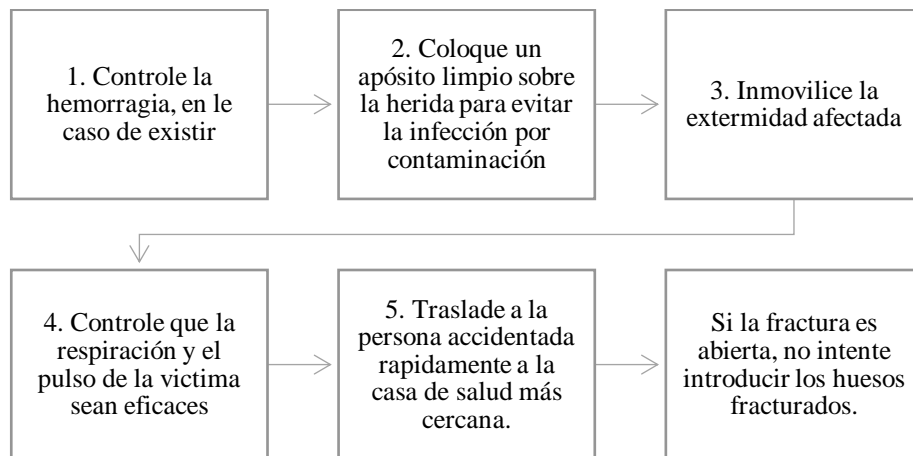 1. Controle la
hemorragia, en le
caso de existir
2. Coloque un
apósito limpio sobre
la herida para evitar
la infección por
contaminación
3. Inmovilice la
extermidad afectada
4. Controle que la
respiración y el
pulso de la victima
sean eficaces
5. Traslade a la
persona accidentada
rapidamente a la
casa de salud más
cercana.
Si la fractura es
abierta, no intente
introducir los huesos
fracturados.